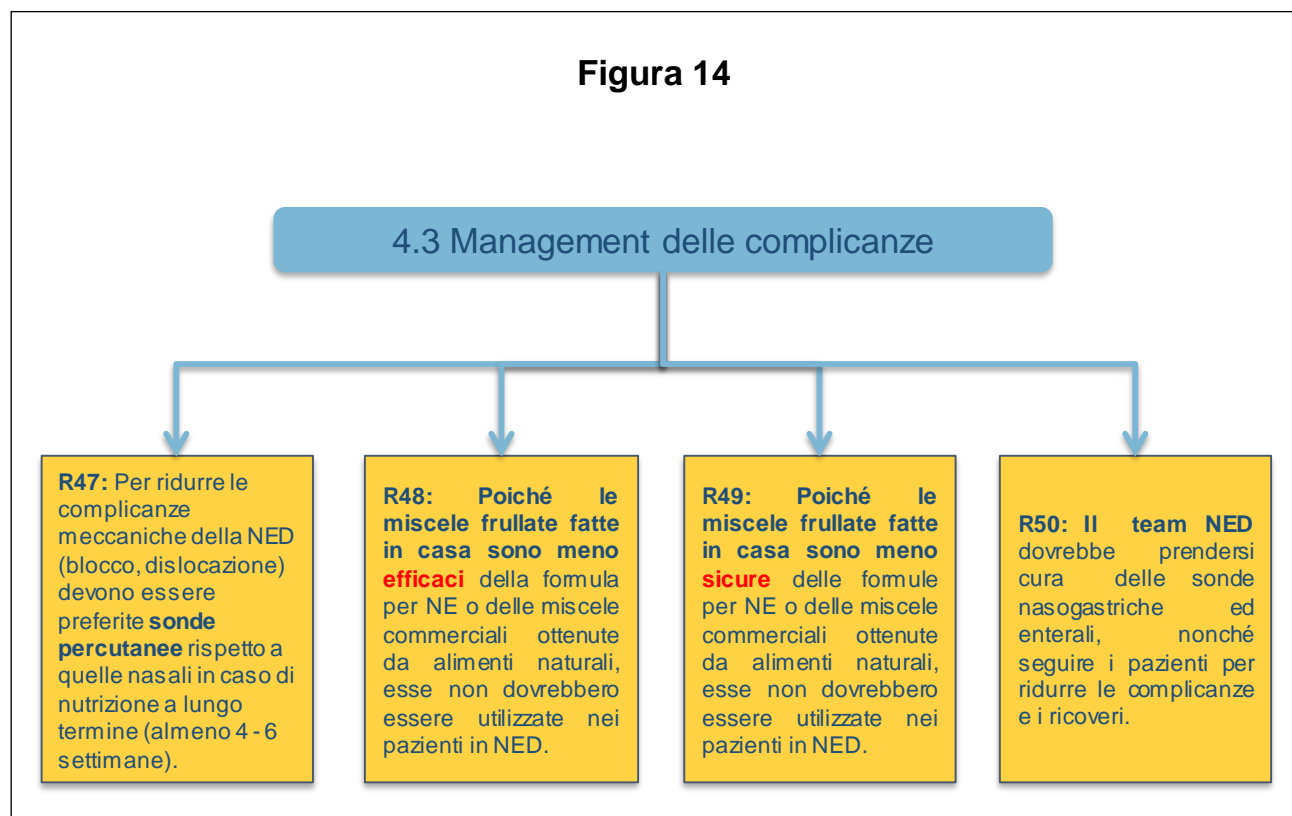 Figura 14
4.3 Management delle complicanze
R47: Per ridurre le
complicanze
meccaniche della NED
(blocco, dislocazione)
devono essere
preferite sonde
percutanee rispetto a
quelle nasali in caso di
nutrizione a lungo
termine (almeno 4 - 6
settimane).
R48: Poiché le
miscele frullate fatte
in casa sono meno
efficaci della formula
per NE o delle miscele
commerciali ottenute
da alimenti naturali,
esse non dovrebbero
essere utilizzate nei
pazienti in NED.
R49: Poiché le
miscele frullate fatte
in casa sono meno
sicure delle formule
per NE o delle miscele
commerciali ottenute
da alimenti naturali,
esse non dovrebbero
essere utilizzate nei
pazienti in NED.
R50: Il team NED
dovrebbe prendersi
cura delle sonde
nasogastriche ed
enterali, nonché
seguire i pazienti per
ridurre le complicanze
e i ricoveri.